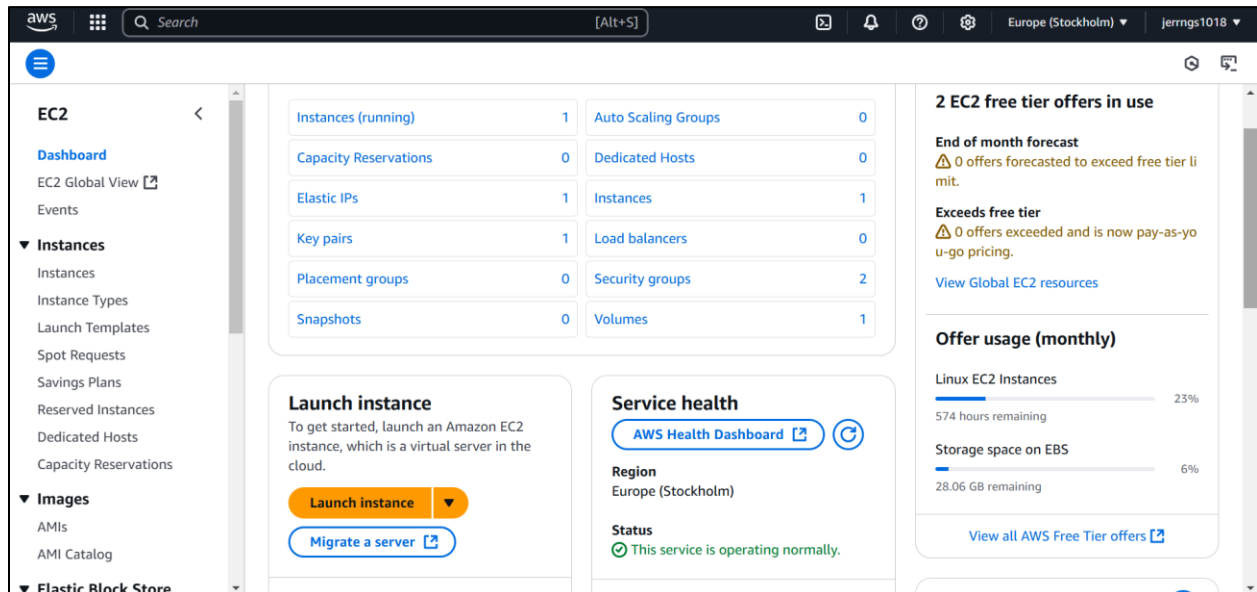 aws
Search [Alt+S] Europe (Stockholm) ▼ jerrngs1018 ▼
EC2
Dashboard
EC2 Global View
Events
▼ Instances
Instances
Instance Types
Launch Templates
Spot Requests
Savings Plans
Reserved Instances
Dedicated Hosts
Capacity Reservations
▼ Images
AMIs
AMI Catalog
▼ Elastic Block Store
Instances (running) 1
Auto Scaling Groups 0
Capacity Reservations 0
Dedicated Hosts 0
Elastic IPs 1
Instances 1
Key pairs 1
Load balancers 0
Placement groups 0
Security groups 2
Snapshots 0
Volumes 1
Launch instance
To get started, launch an Amazon EC2
instance, which is a virtual server in the
cloud.
Launch instance ▼
Migrate a server
Service health
AWS Health Dashboard
Region
Europe (Stockholm)
Status
This service is operating normally.
2 EC2 free tier offers in use
End of month forecast
0 offers forecasted to exceed free tier li
mit.
Exceeds free tier
0 offers exceeded and is now pay-as-yo
u-go pricing.
View Global EC2 resources
Offer usage (monthly)
Linux EC2 Instances
23%
574 hours remaining
Storage space on EBS
6%
28.06 GB remaining
View all AWS Free Tier offers